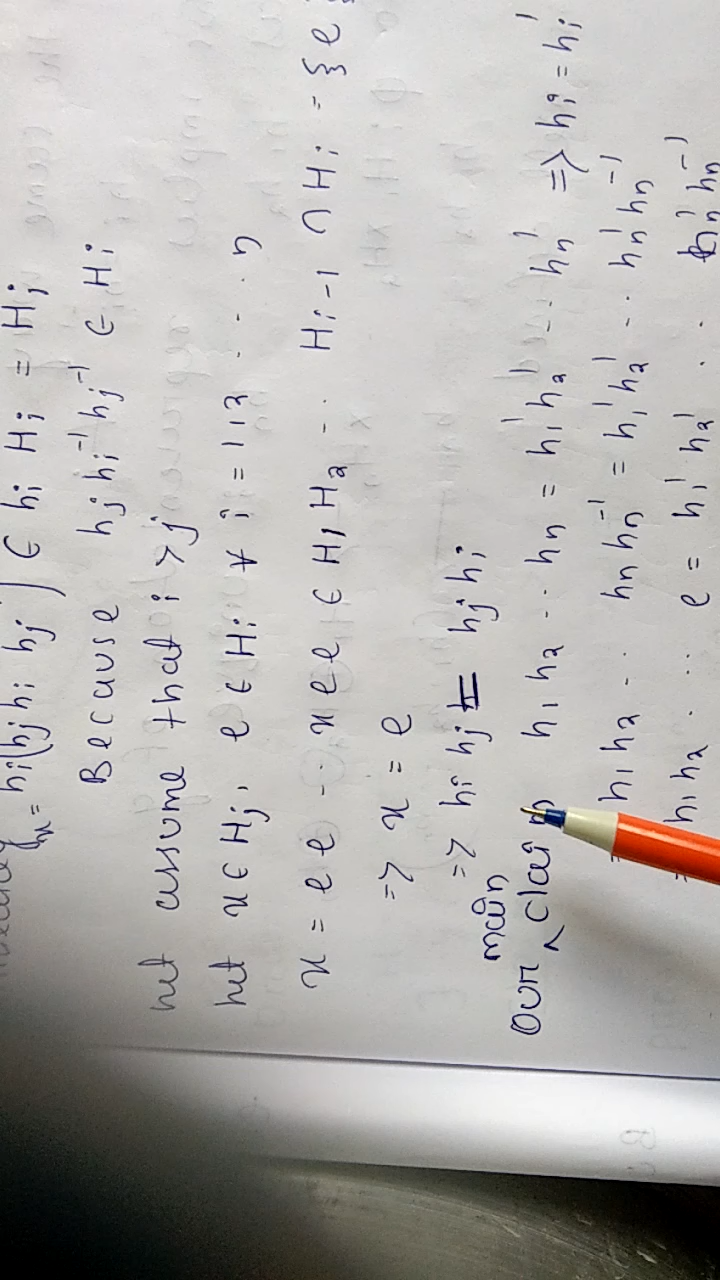 x = hi(hj hi hj^-1) ∈ hi Hi = Hi
Because hj hi^-1 hj^-1 ∈ Hi
Let assume that i > j
Let x ∈ Hj, e ∈ Hi ∀ i = 1,2 ... n
x = e e ... x e e ∈ H1 H2 ... Hi-1 ∩ Hi = {e}
=> x = e
=> hi hj = hj hi
Our main claim h1 h2 ... hn = h1' h2' ... hn' => hi = hi'
h1 h2 ... hn hn^-1 = h1' h2' ... hn' hn^-1
h1 h2 ... e = h1' h2' ... hn' hn^-1